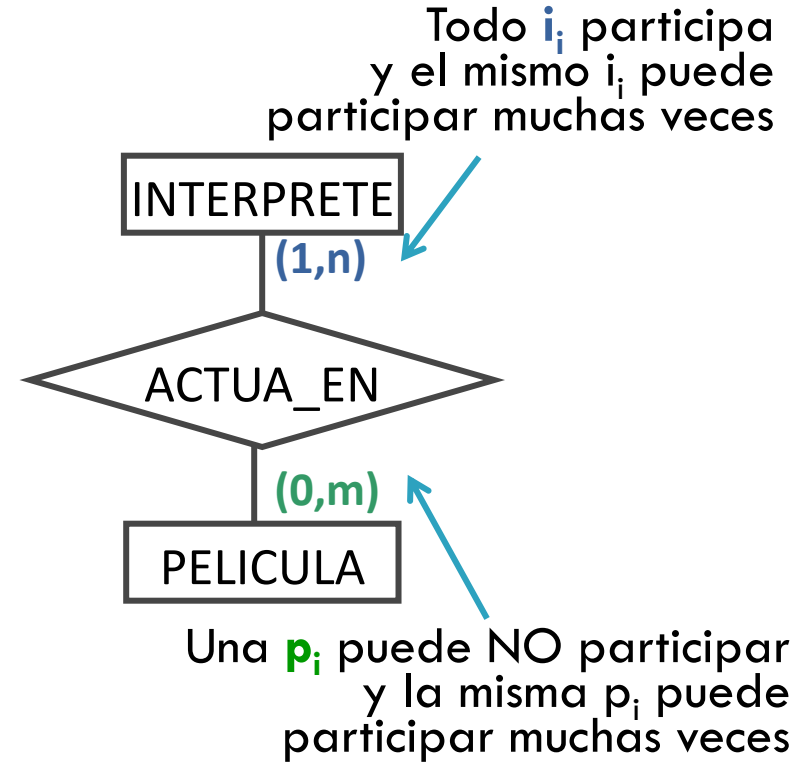 Todo iᵢ participa
y el mismo iᵢ puede
participar muchas veces
INTERPRETE
(1,n)
ACTUA_EN
(0,m)
PELICULA
Una pᵢ puede NO participar
y la misma pᵢ puede
participar muchas veces